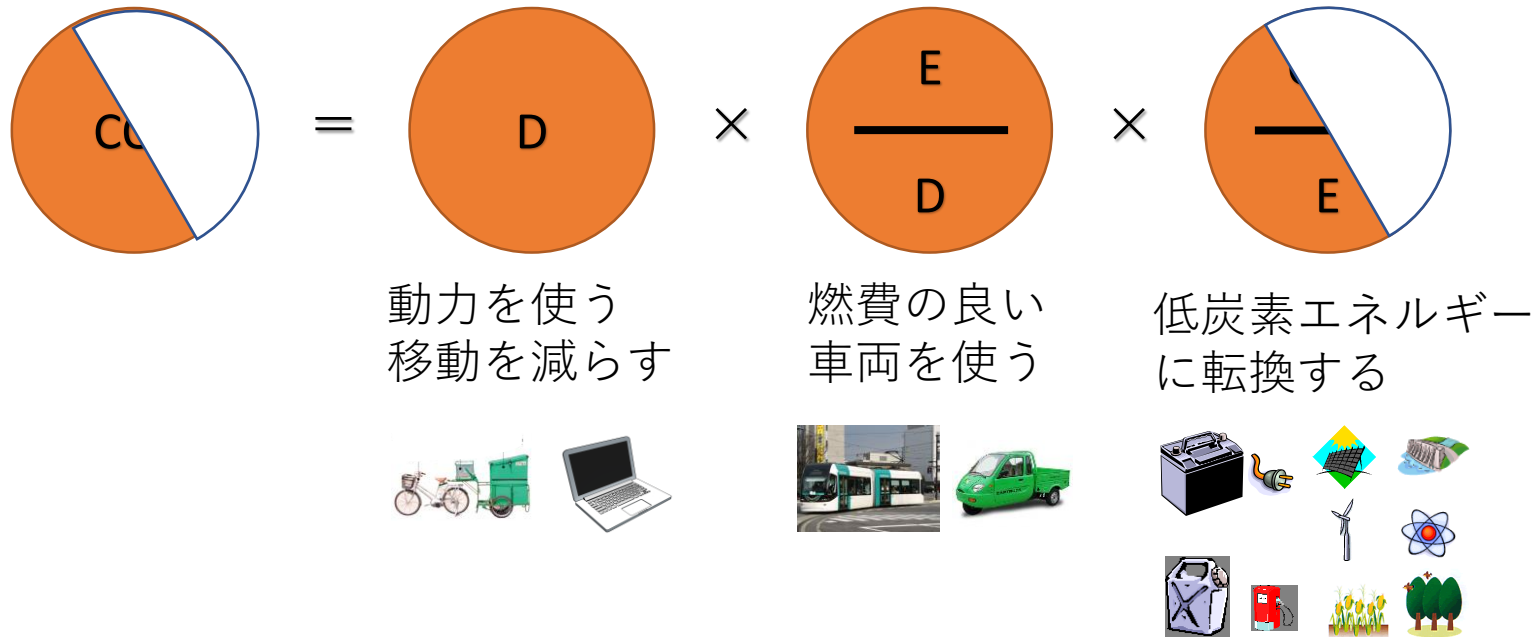 C
=
D
×
E
D
×
E
動力を使う
移動を減らす
燃費の良い
車両を使う
低炭素エネルギー
に転換する